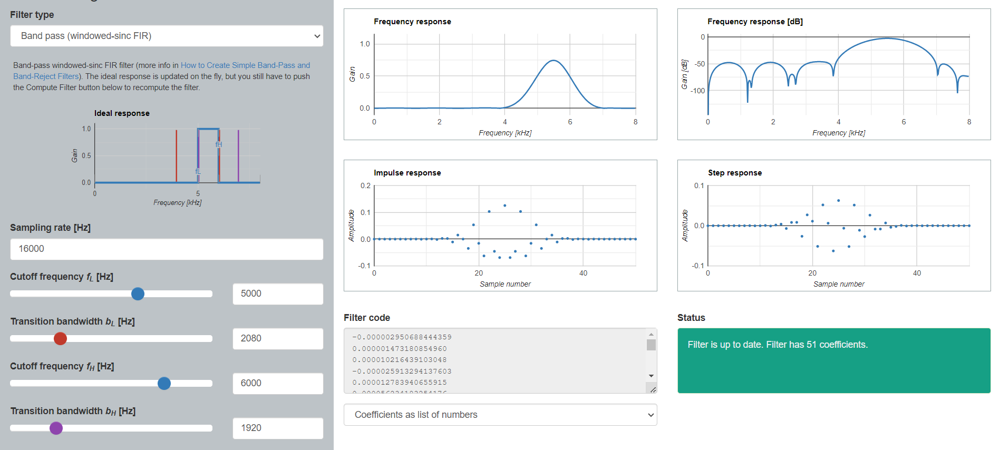 Filter type
Band pass (windowed-sinc FIR)
Band-pass windowed-sinc FIR filter (more info in How to Create Simple Band-Pass and
Band-Reject Filters). The ideal response is updated on the fly, but you still have to push
the Compute Filter button below to recompute the filter.
Ideal response
1.0
0.5
0.0
Gain
fH
fL
0
5
Frequency [kHz]
Sampling rate [Hz]
16000
Cutoff frequency fL [Hz]
5000
Transition bandwidth bL [Hz]
2080
Cutoff frequency fH [Hz]
6000
Transition bandwidth bH [Hz]
1920
Frequency response
1.0
0.5
0.0
Gain
0 2 4 6 8
Frequency [kHz]
Frequency response [dB]
0
-50
-100
Gain [dB]
0 2 4 6 8
Frequency [kHz]
Impulse response
0.2
0.1
0.0
-0.1
Amplitude
0 20 40
Sample number
Step response
0.1
0.0
-0.1
Amplitude
0 20 40
Sample number
Filter code
-0.000002950688444359
0.000001473180854960
0.000010216439103048
-0.000025913294137603
0.000012783940655915
Coefficients as list of numbers
Status
Filter is up to date. Filter has 51 coefficients.